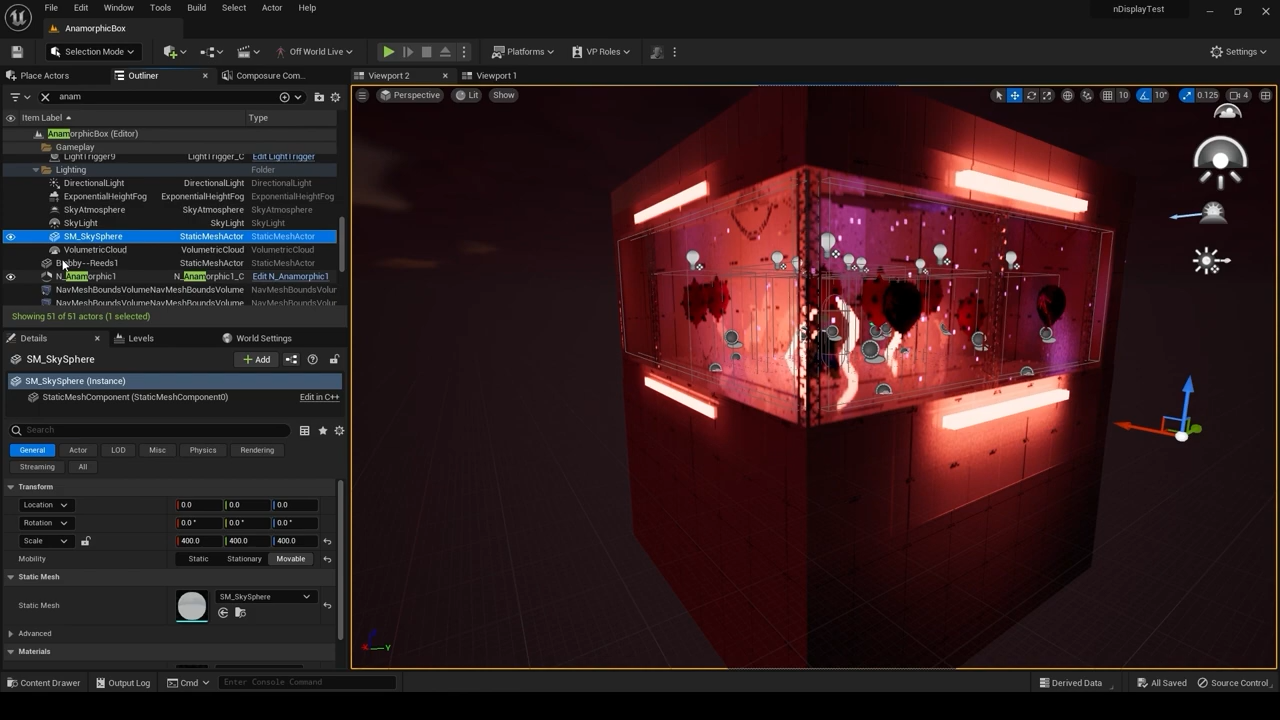 File Edit Window Tools Build Select Actor Help
nDisplayTest
AnamorphicBox
Selection Mode
Off World Live
Platforms
VP Roles
Settings
Place Actors
Outliner
Composure Com...
Viewport 2
Viewport 1
anam
Perspective
Lit
Show
10
10°
0.125
4
Item Label
Type
AnamorphicBox (Editor)
Gameplay
LightTrigger9 LightTrigger_C Edit LightTrigger
Lighting Folder
DirectionalLight DirectionalLight DirectionalLight
ExponentialHeightFog ExponentialHeightFog ExponentialHeightFog
SkyAtmosphere SkyAtmosphere SkyAtmosphere
SkyLight SkyLight SkyLight
SM_SkySphere StaticMeshActor StaticMeshActor
VolumetricCloud VolumetricCloud VolumetricCloud
by--Reeds1 StaticMeshActor StaticMeshActor
N_Anamorphic1 N_Anamorphic1_C Edit N_Anamorphic1
NavMeshBoundsVolume NavMeshBoundsVolume NavMeshBoundsVolur
NavMeshBoundsVolume NavMeshBoundsVolume NavMeshBoundsVolur
Showing 51 of 51 actors (1 selected)
Details
Levels
World Settings
SM_SkySphere
Add
SM_SkySphere (Instance)
StaticMeshComponent (StaticMeshComponent0)
Edit in C++
Search
General
Actor
LOD
Misc
Physics
Rendering
Streaming
All
Transform
Location 0.0 0.0 0.0
Rotation 0.0° 0.0° 0.0°
Scale 400.0 400.0 400.0
Mobility Static Stationary Movable
Static Mesh
Static Mesh SM_SkySphere
Advanced
Materials
Y
Content Drawer
Output Log
Cmd
Enter Console Command
Derived Data
All Saved
Source Control